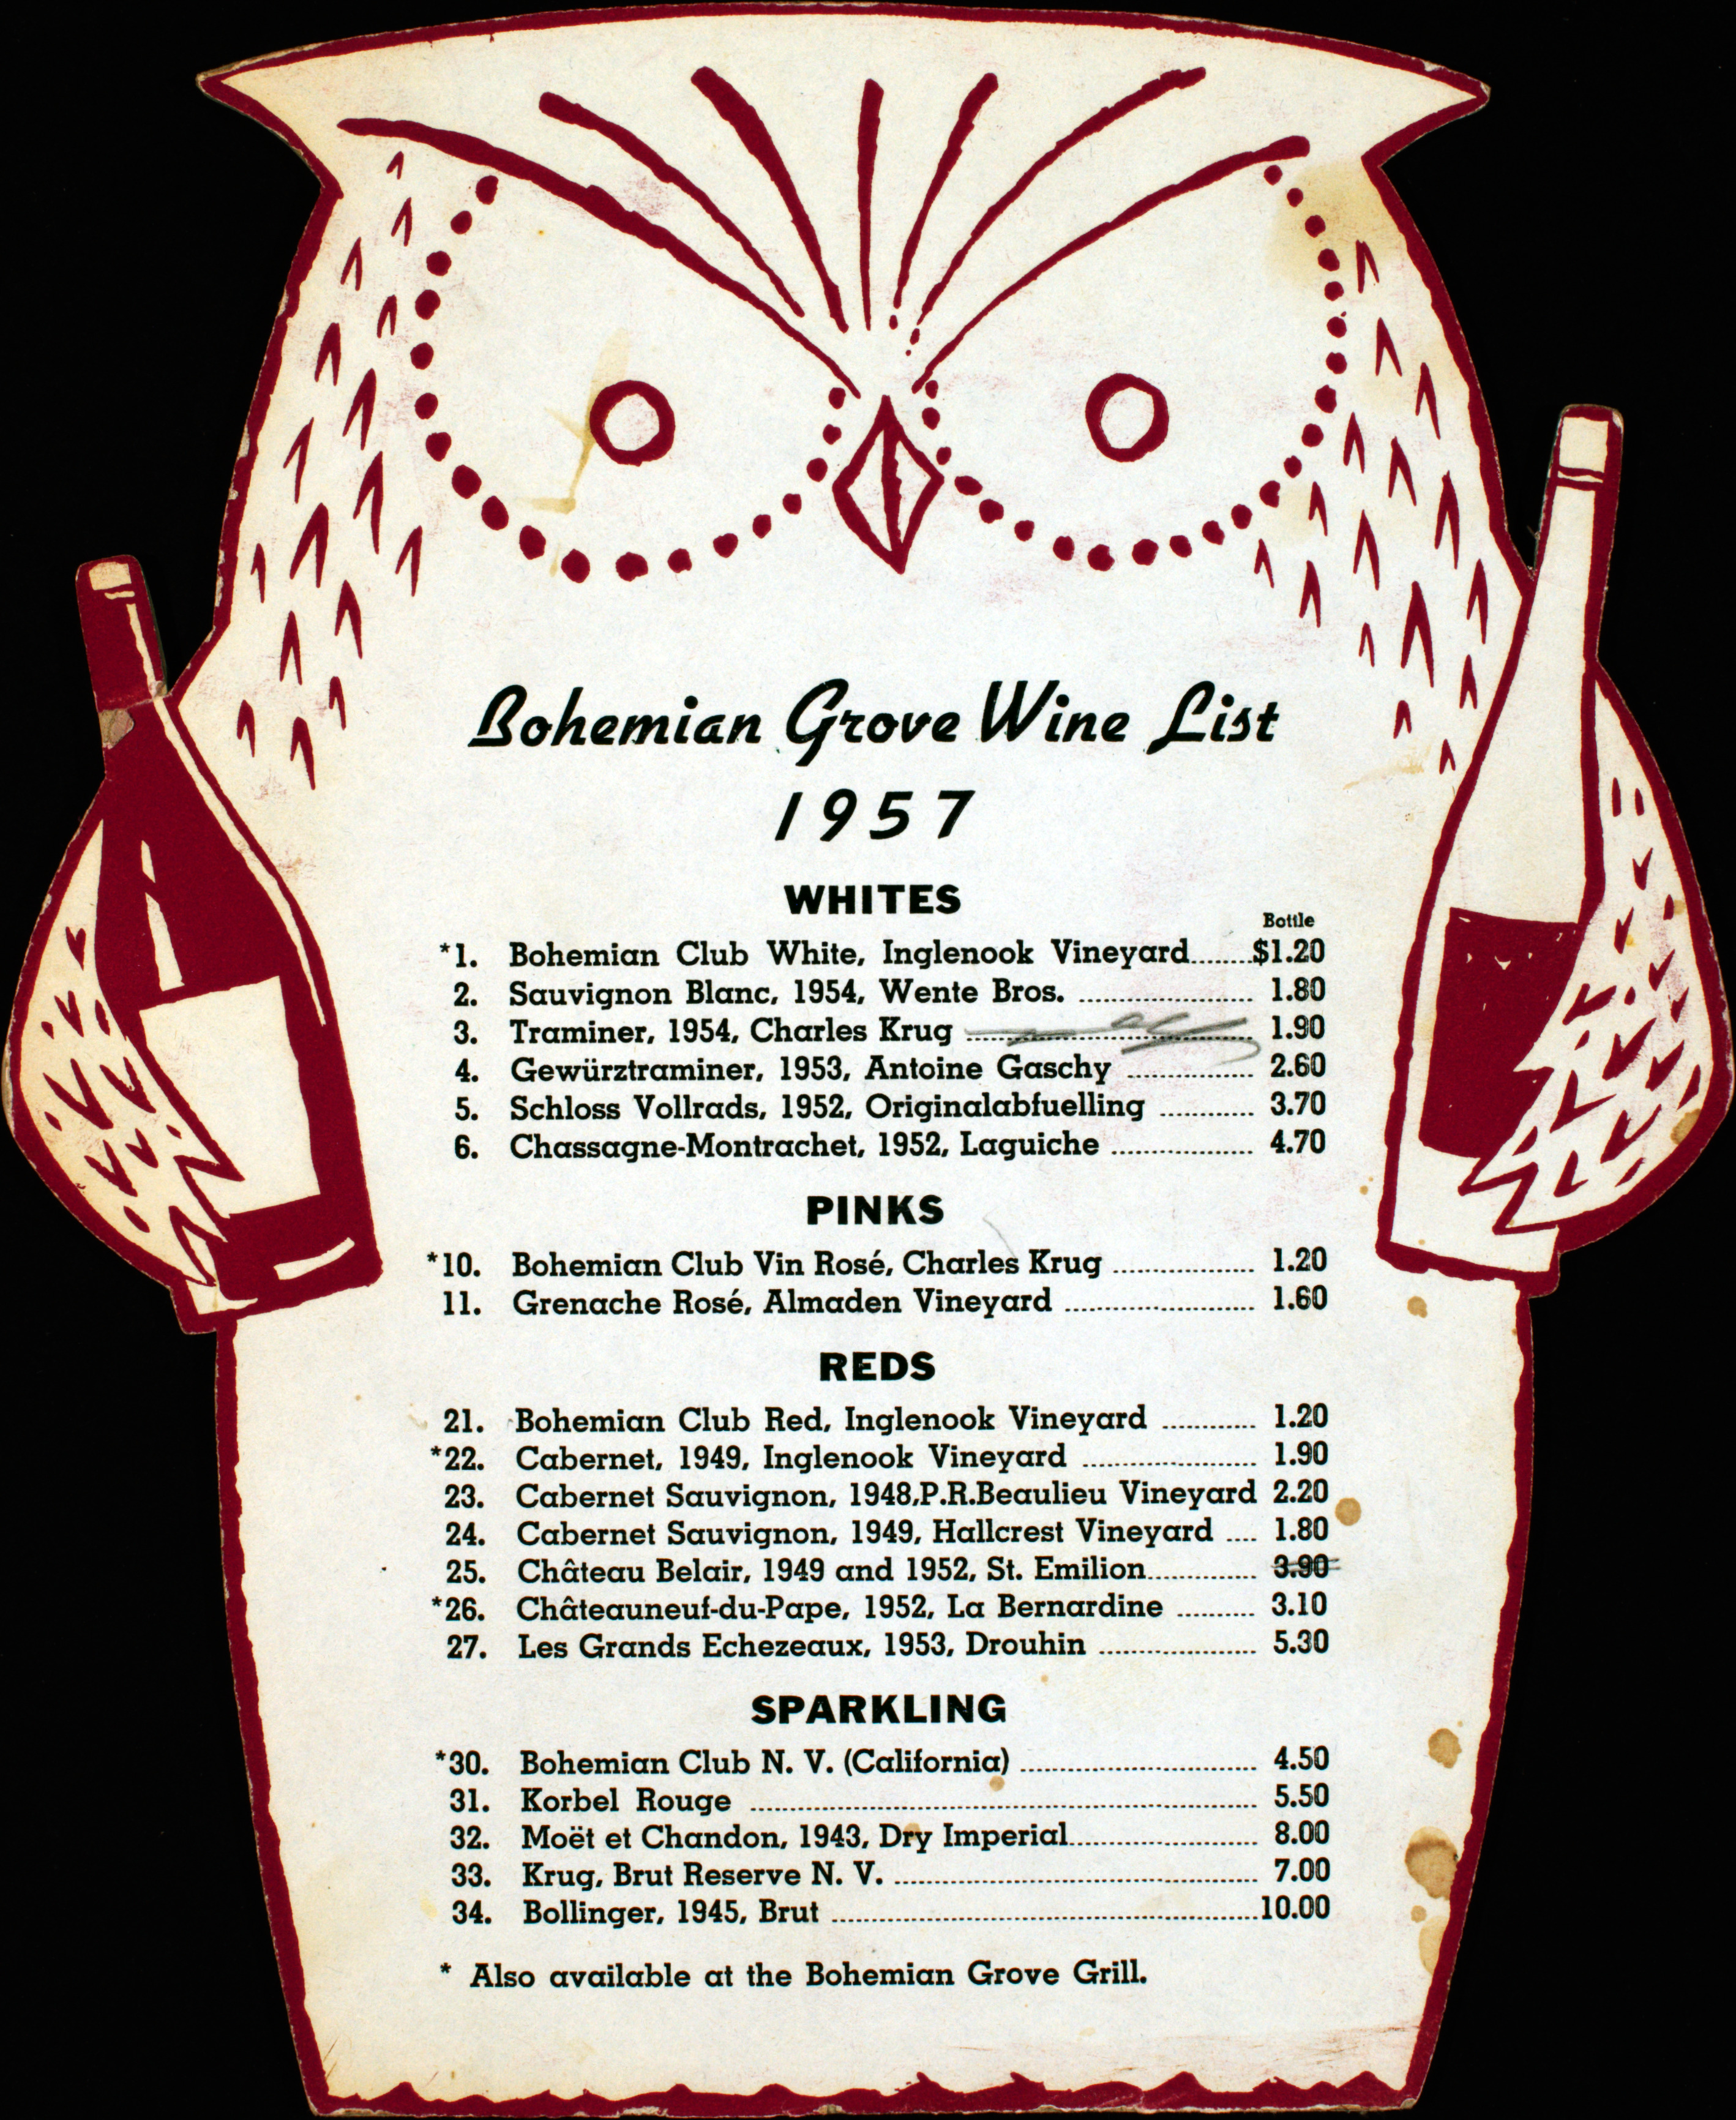 Bohemian Grove Wine List
1957
WHITES
Bottle
*1. Bohemian Club White, Inglenook Vineyard.......$1.20
2. Sauvignon Blanc, 1954, Wente Bros. ........................ 1.80
3. Traminer, 1954, Charles Krug ........................................ 1.90
4. Gewürztraminer, 1953, Antoine Gaschy ................. 2.60
5. Schloss Vollrads, 1952, Originalabfuelling ............ 3.70
6. Chassagne-Montrachet, 1952, Laguiche ................... 4.70
PINKS
*10. Bohemian Club Vin Rosé, Charles Krug ................... 1.20
11. Grenache Rosé, Almaden Vineyard .......................... 1.60
REDS
21. Bohemian Club Red, Inglenook Vineyard ............ 1.20
*22. Cabernet, 1949, Inglenook Vineyard ....................... 1.90
23. Cabernet Sauvignon, 1948,P.R.Beaulieu Vineyard 2.20
24. Cabernet Sauvignon, 1949, Hallcrest Vineyard .... 1.80
25. Château Belair, 1949 and 1952, St. Emilion.............. 3.90
*26. Châteauneuf-du-Pape, 1952, La Bernardine .......... 3.10
27. Les Grands Echezeaux, 1953, Drouhin .................... 5.30
SPARKLING
*30. Bohemian Club N. V. (California) ............................... 4.50
31. Korbel Rouge .................................................................... 5.50
32. Moët et Chandon, 1943, Dry Imperial......................... 8.00
33. Krug, Brut Reserve N. V. ................................................ 7.00
34. Bollinger, 1945, Brut .........................................................10.00
* Also available at the Bohemian Grove Grill.